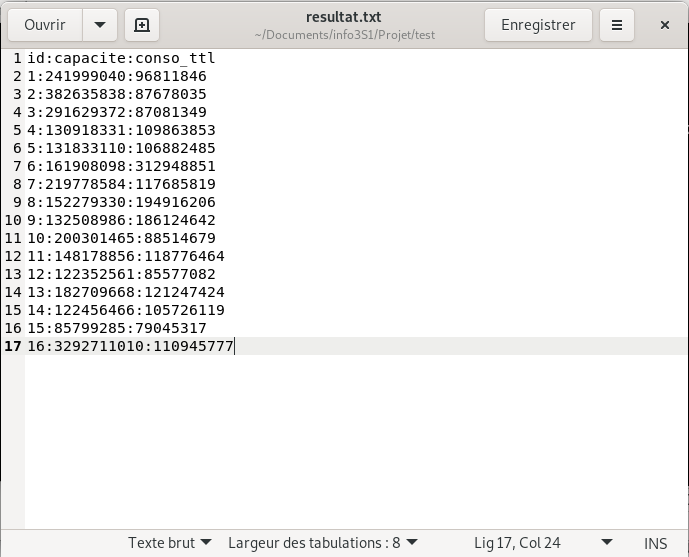 Ouvrir
resultat.txt
~/Documents/info3S1/Projet/test
Enregistrer
1 id:capacite:conso_ttl
2 1:241999040:96811846
3 2:382635838:87678035
4 3:291629372:87081349
5 4:130918331:109863853
6 5:131833110:106882485
7 6:161908098:312948851
8 7:219778584:117685819
9 8:152279330:194916206
10 9:132508986:186124642
11 10:200301465:88514679
12 11:148178856:118776464
13 12:122352561:85577082
14 13:182709668:121247424
15 14:122456466:105726119
16 15:85799285:79045317
17 16:3292711010:110945777
Texte brut
Largeur des tabulations : 8
Lig 17, Col 24
INS